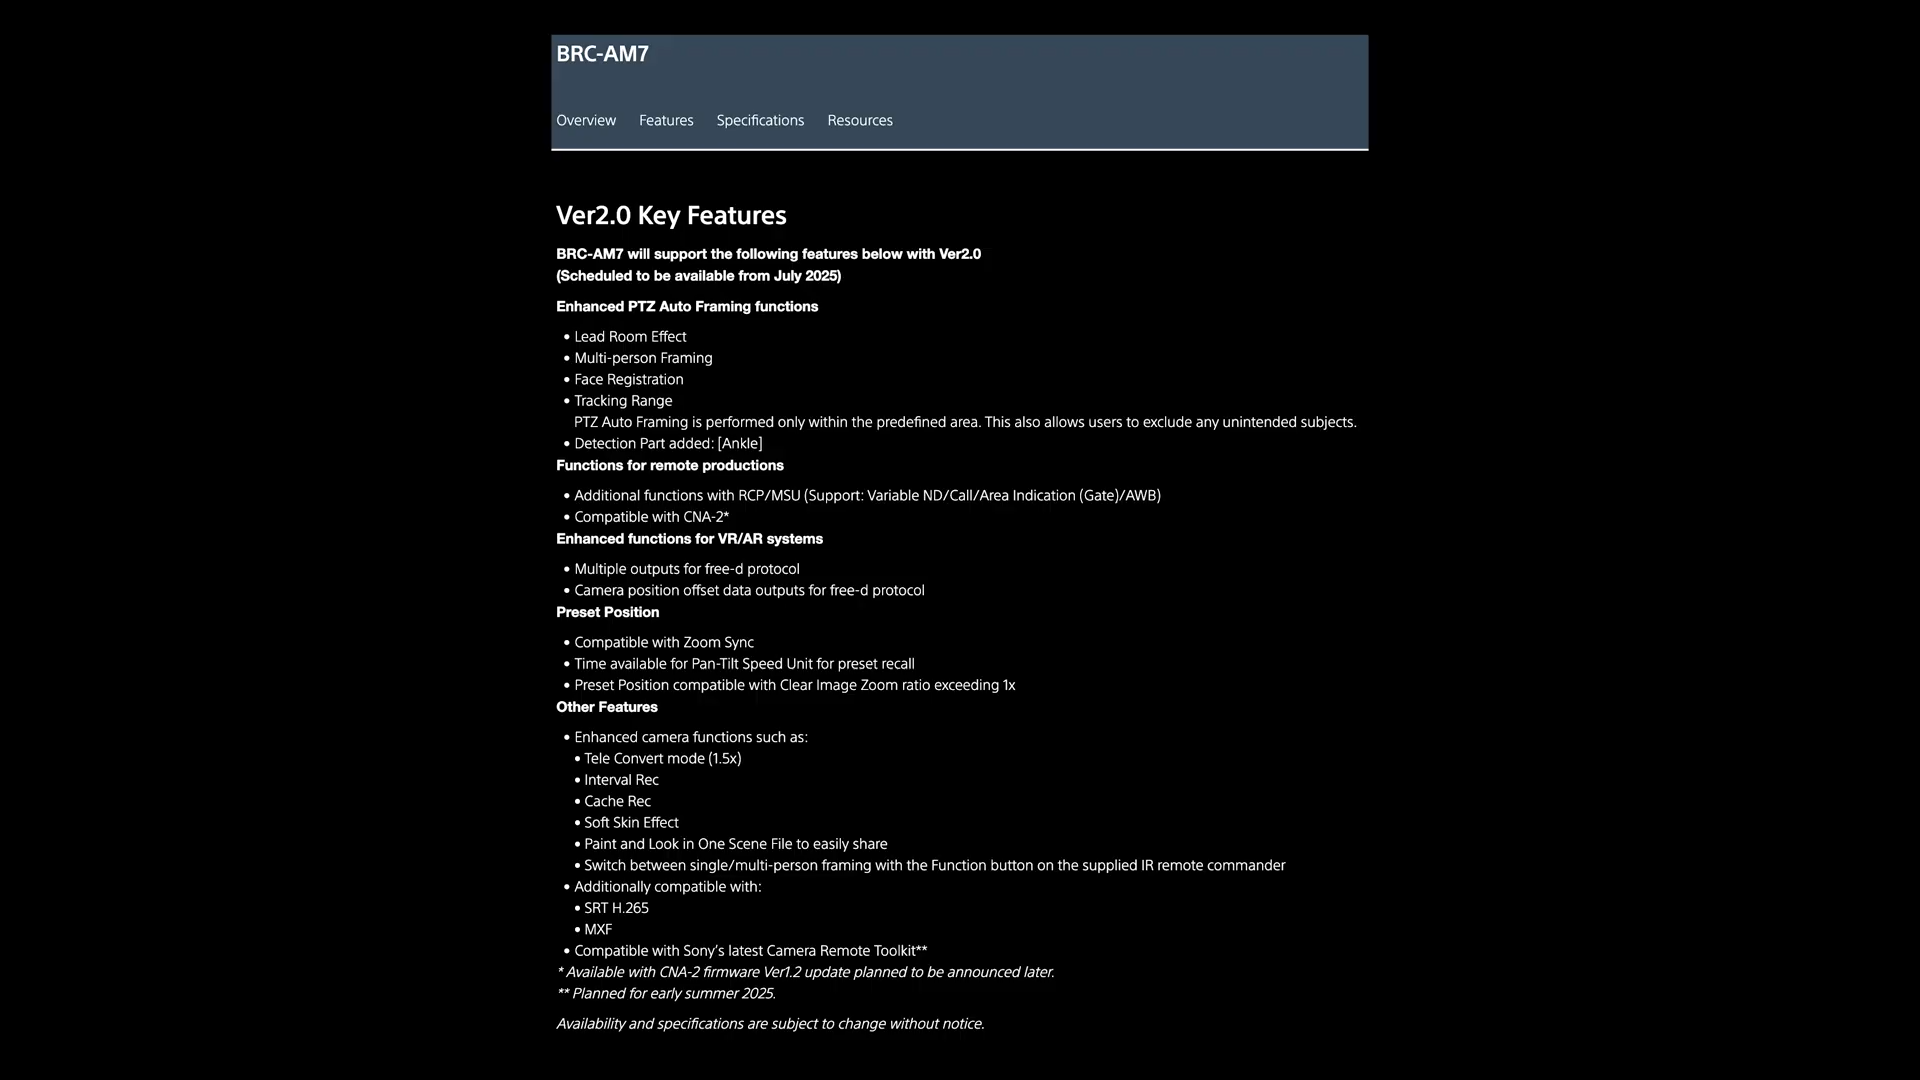 BRC-AM7
Overview Features Specifications Resources
Ver2.0 Key Features
BRC-AM7 will support the following features below with Ver2.0
(Scheduled to be available from July 2025)
Enhanced PTZ Auto Framing functions
• Lead Room Effect
• Multi-person Framing
• Face Registration
• Tracking Range
PTZ Auto Framing is performed only within the predefined area. This also allows users to exclude any unintended subjects.
• Detection Part added: [Ankle]
Functions for remote productions
• Additional functions with RCP/MSU (Support: Variable ND/Call/Area Indication (Gate)/AWB)
• Compatible with CNA-2*
Enhanced functions for VR/AR systems
• Multiple outputs for free-d protocol
• Camera position offset data outputs for free-d protocol
Preset Position
• Compatible with Zoom Sync
• Time available for Pan-Tilt Speed Unit for preset recall
• Preset Position compatible with Clear Image Zoom ratio exceeding 1x
Other Features
• Enhanced camera functions such as:
• Tele Convert mode (1.5x)
• Interval Rec
• Cache Rec
• Soft Skin Effect
• Paint and Look in One Scene File to easily share
• Switch between single/multi-person framing with the Function button on the supplied IR remote commander
• Additionally compatible with:
• SRT H.265
• MXF
• Compatible with Sony's latest Camera Remote Toolkit**
* Available with CNA-2 firmware Ver1.2 update planned to be announced later.
** Planned for early summer 2025.
Availability and specifications are subject to change without notice.